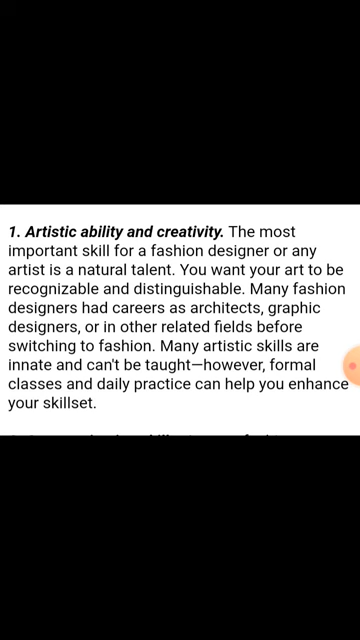 1. Artistic ability and creativity. The most
important skill for a fashion designer or any
artist is a natural talent. You want your art to be
recognizable and distinguishable. Many fashion
designers had careers as architects, graphic
designers, or in other related fields before
switching to fashion. Many artistic skills are
innate and can't be taught—however, formal
classes and daily practice can help you enhance
your skillset.